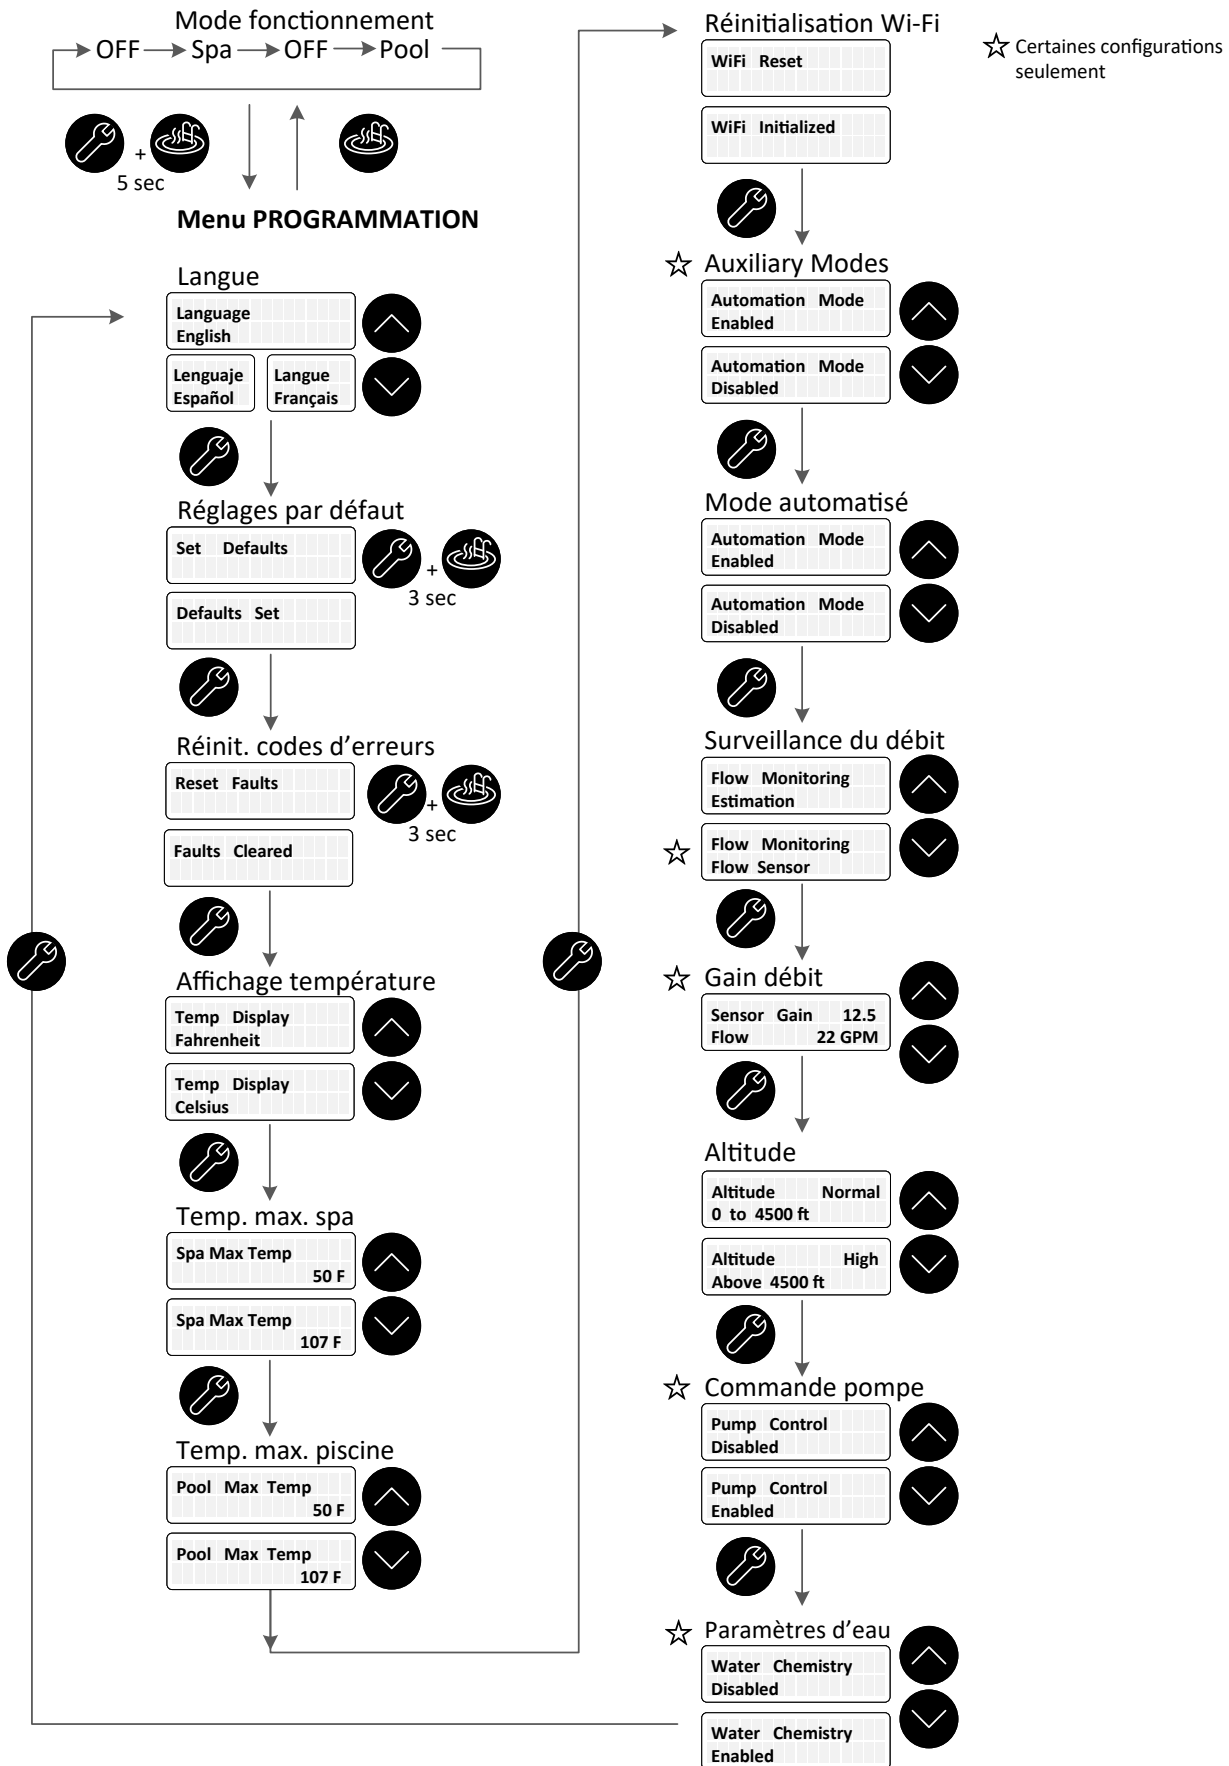 Mode fonctionnement
OFF Spa OFF Pool
+
5 sec
Menu PROGRAMMATION
Langue
Language
English
Lenguaje
Español
Langue
Français
Réglages par défaut
Set Defaults
+
3 sec
Defaults Set
Réinit. codes d'erreurs
Reset Faults
+
3 sec
Faults Cleared
Affichage température
Temp Display
Fahrenheit
Temp Display
Celsius
Temp. max. spa
Spa Max Temp
50 F
Spa Max Temp
107 F
Temp. max. piscine
Pool Max Temp
50 F
Pool Max Temp
107 F
Réinitialisation Wi-Fi
WiFi Reset
WiFi Initialized
☆ Auxiliary Modes
Automation Mode
Enabled
Automation Mode
Disabled
Mode automatisé
Automation Mode
Enabled
Automation Mode
Disabled
Surveillance du débit
Flow Monitoring
Estimation
☆ Flow Monitoring
Flow Sensor
☆ Gain débit
Sensor Gain 12.5
Flow 22 GPM
Altitude
Altitude Normal
0 to 4500 ft
Altitude High
Above 4500 ft
☆ Commande pompe
Pump Control
Disabled
Pump Control
Enabled
☆ Paramètres d'eau
Water Chemistry
Disabled
Water Chemistry
Enabled
☆ Certaines configurations
seulement